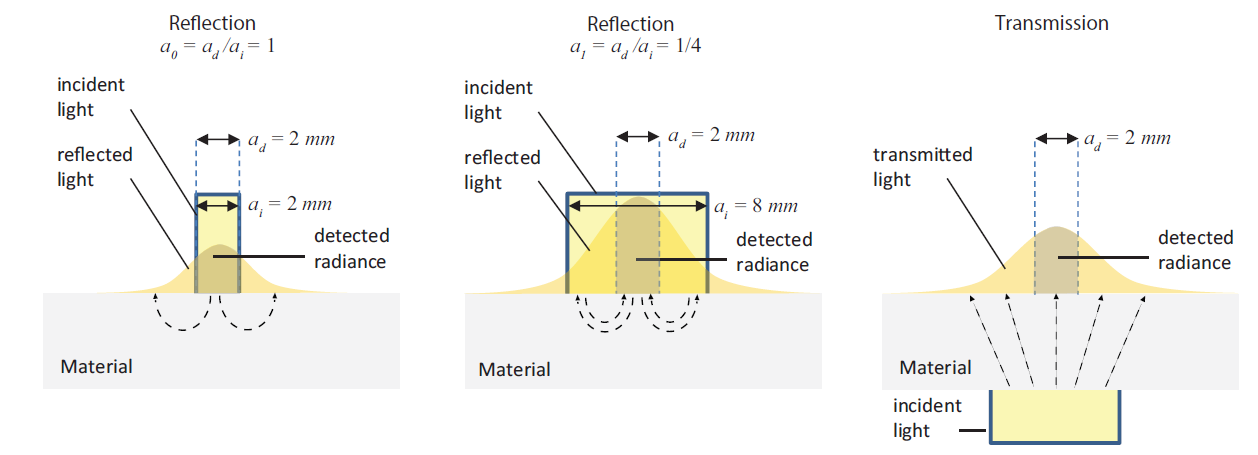 Reflection
a0 = ad/ai = 1
incident
light
ad = 2 mm
reflected
light
ai = 2 mm
detected
radiance
Material
Reflection
a1 = ad/ai = 1/4
incident
light
ad = 2 mm
reflected
light
ai = 8 mm
detected
radiance
Material
Transmission
ad = 2 mm
transmitted
light
detected
radiance
Material
incident
light